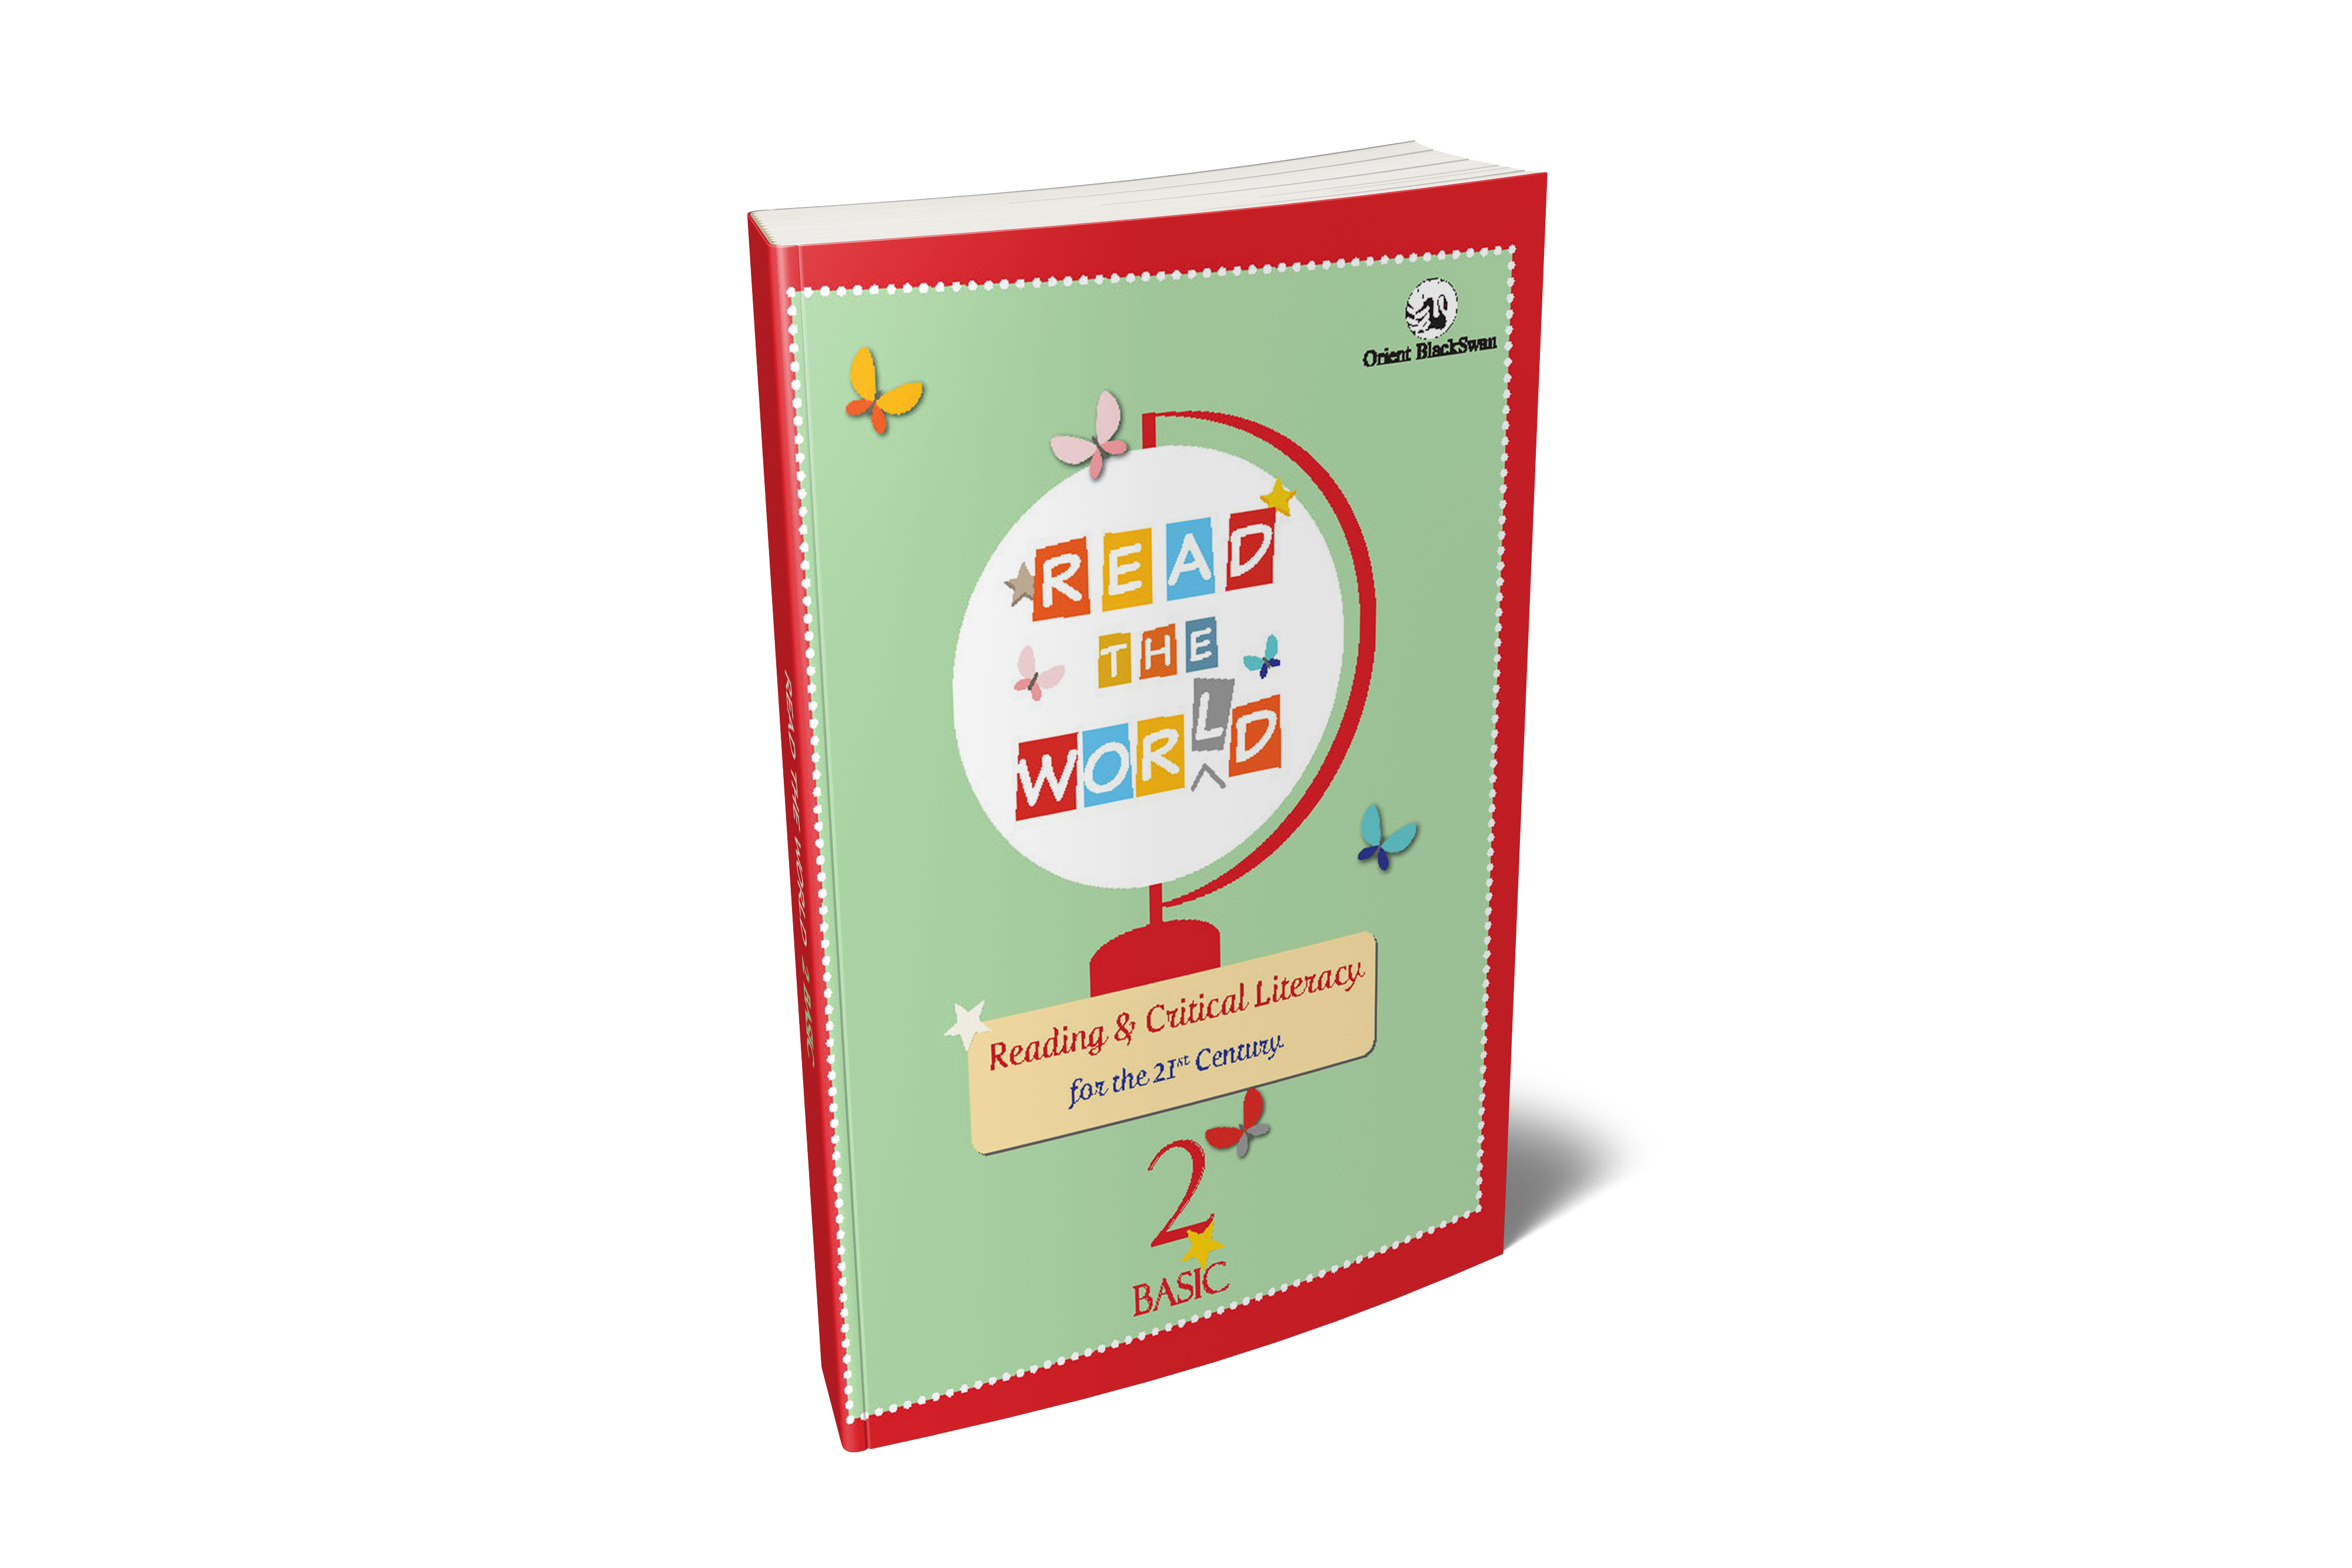 Orient BlackSwan
READ
THE
WORLD
Reading & Critical Literacy
for the 21st Century
2
BASIC
READ THE WORLD 2 BASIC